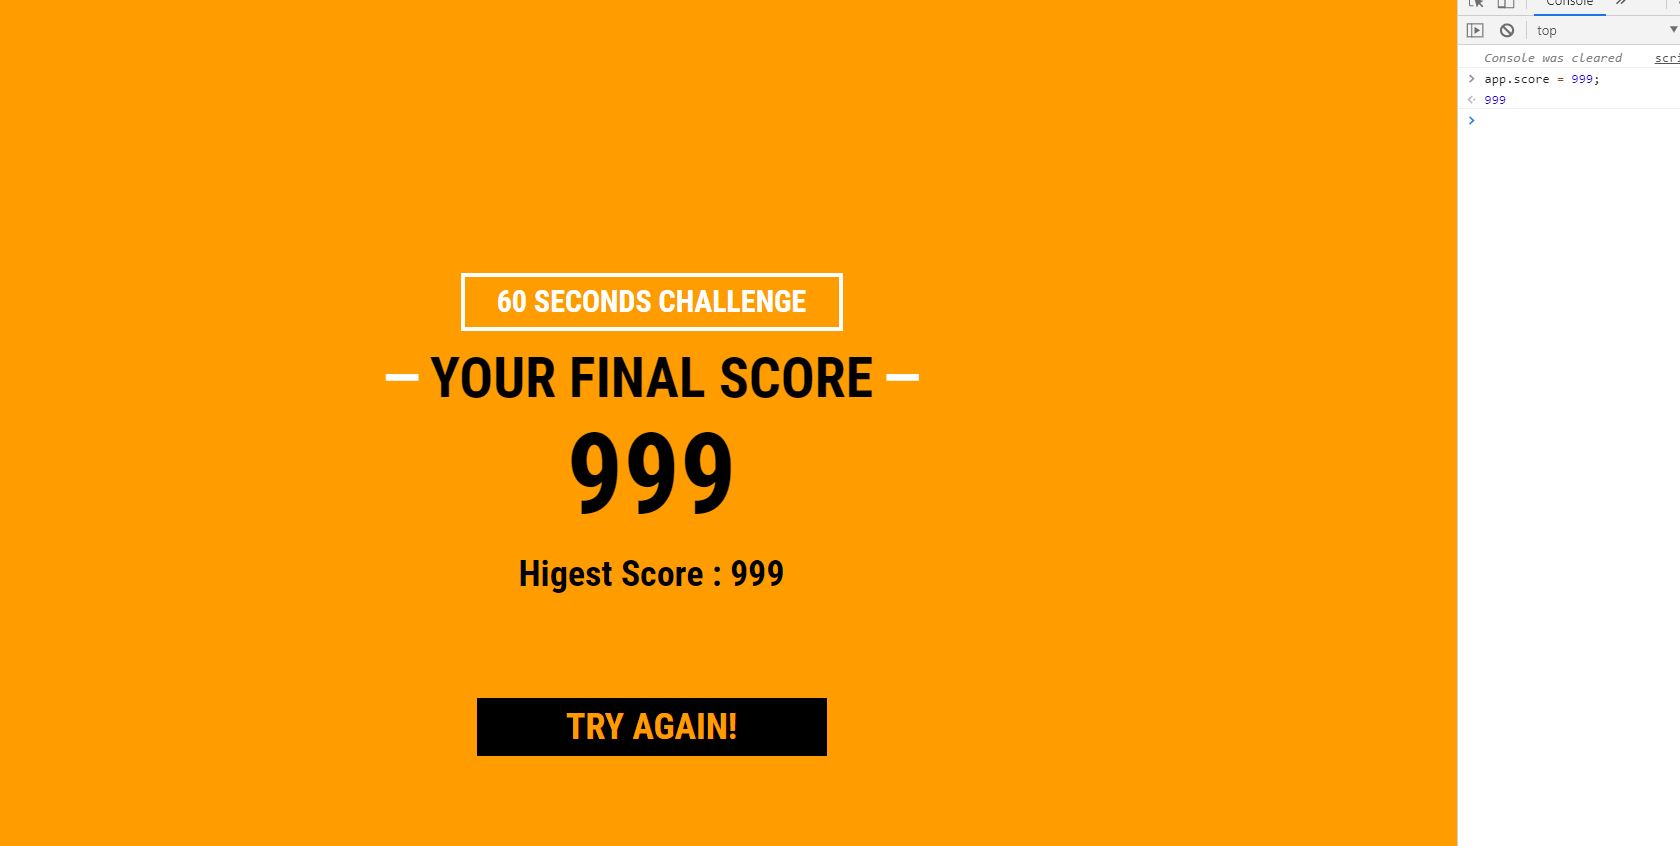 60 SECONDS CHALLENGE
YOUR FINAL SCORE
999
Higest Score : 999
TRY AGAIN!
Console
top
Console was cleared
app.score = 999;
999